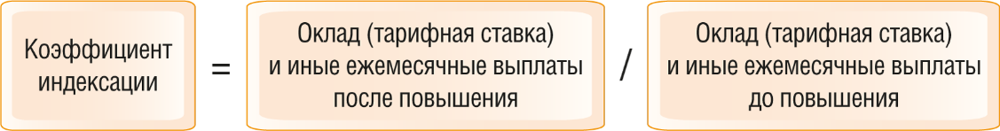 Коэффициент
индексации
=
Оклад (тарифная ставка)
и иные ежемесячные выплаты
после повышения
/
Оклад (тарифная ставка)
и иные ежемесячные выплаты
до повышения